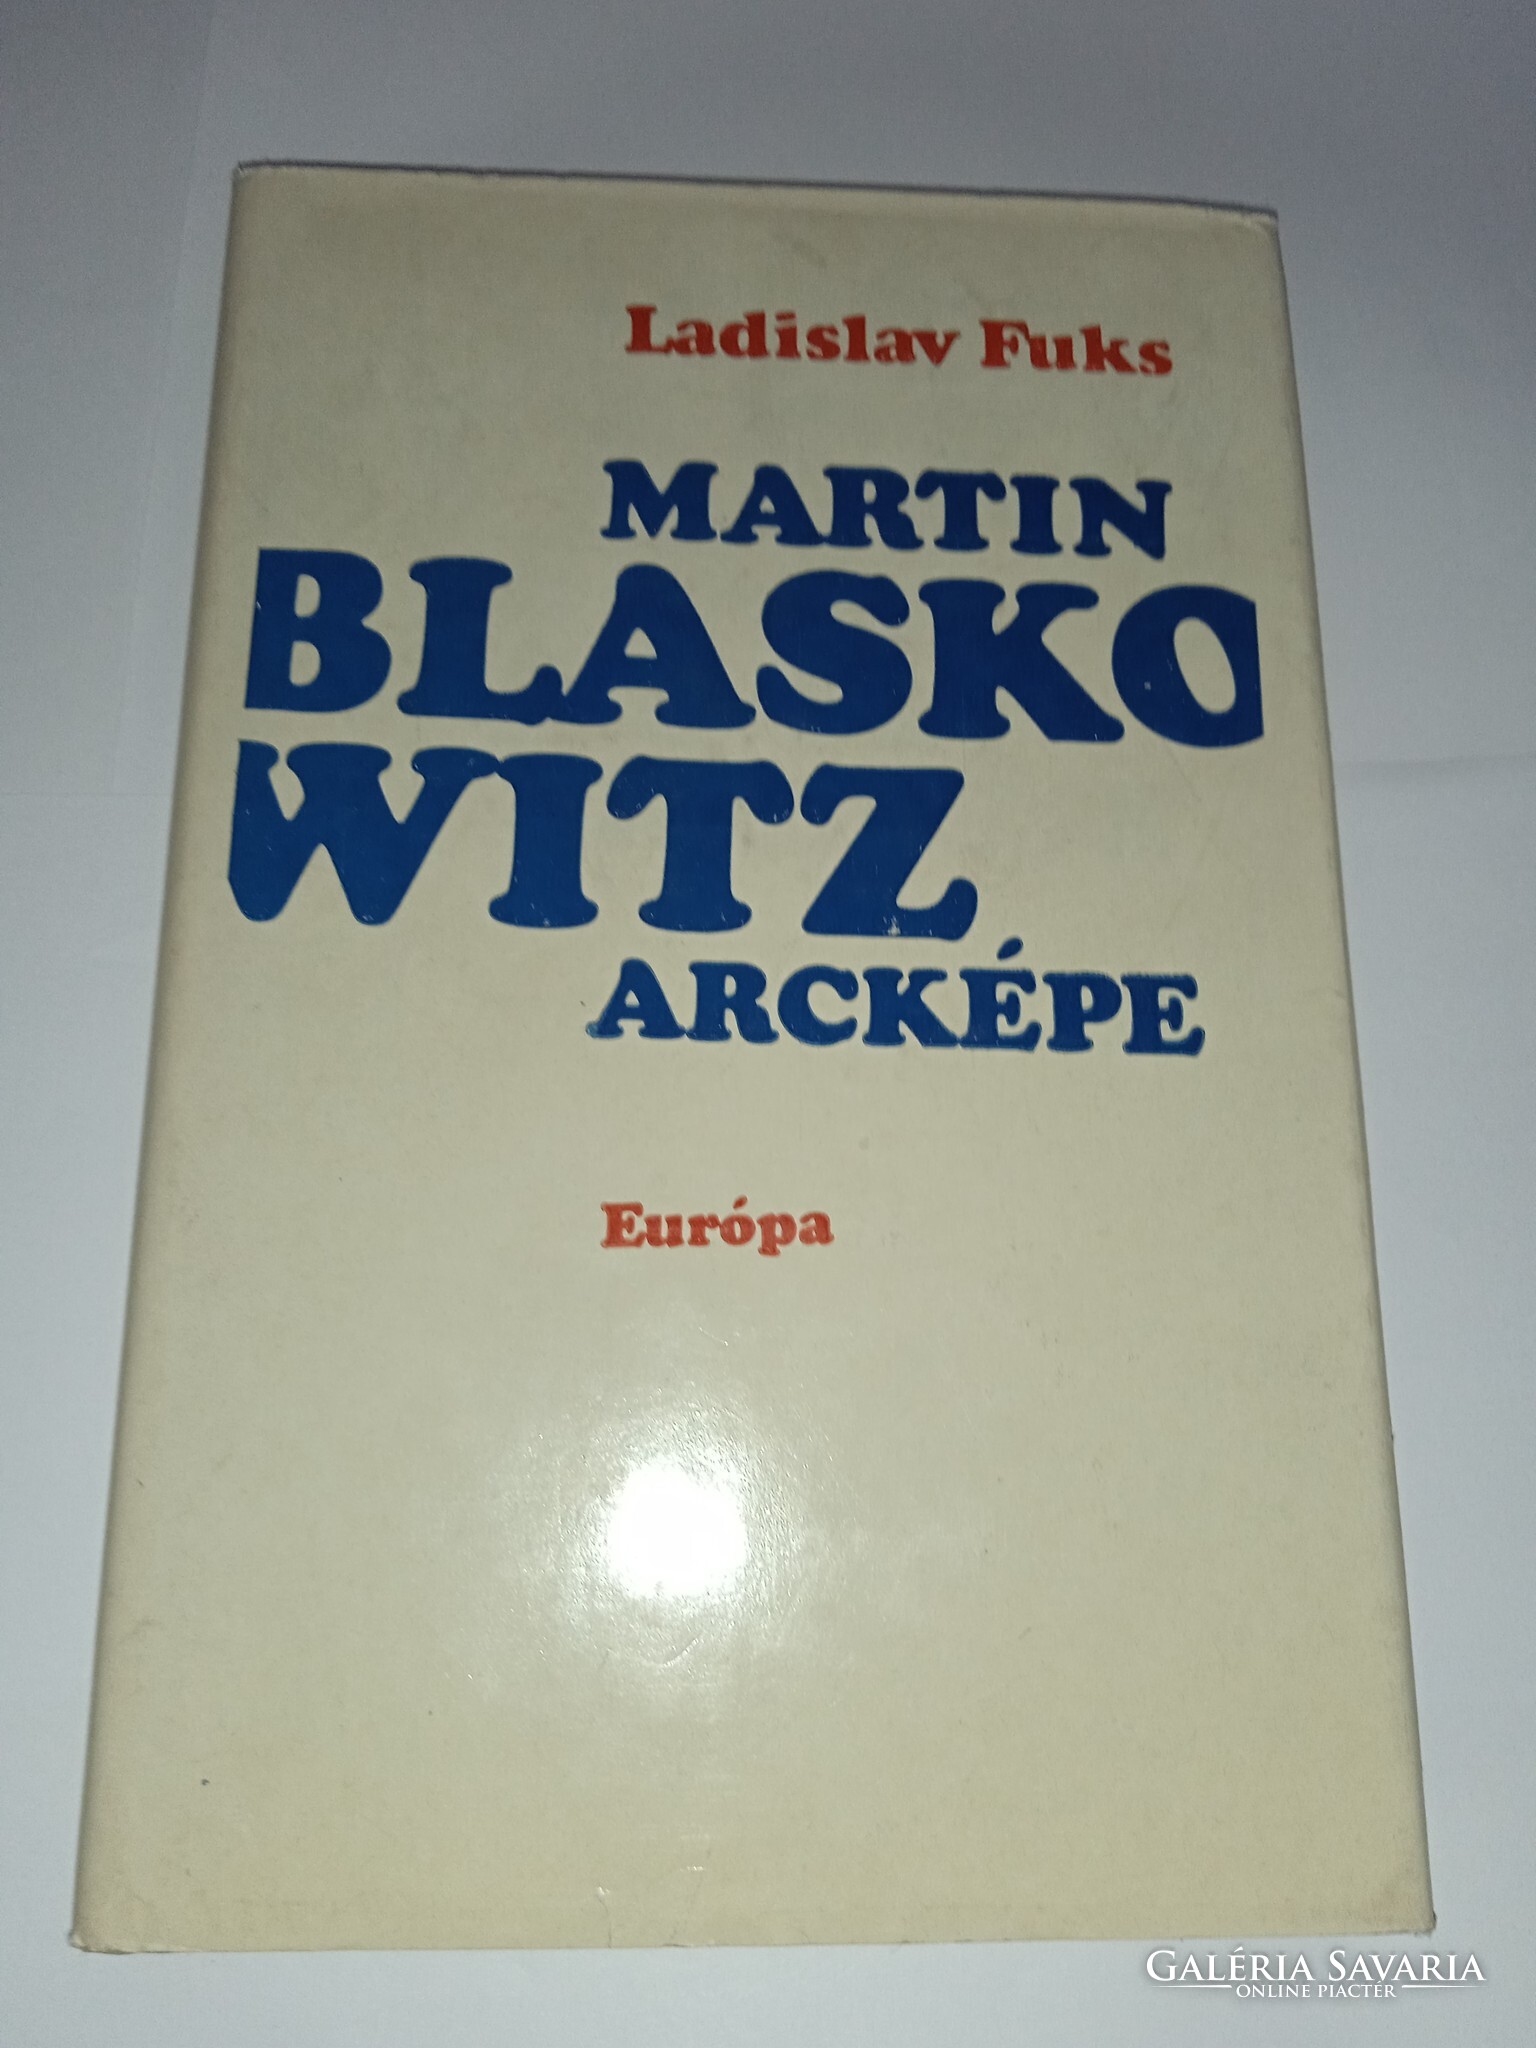 Ladislav Fuks
MARTIN
BLASKO
WITZ
ARCKÉPE
Európa
GALÉRIA SAVARIA
ONLINE PIACTÉR